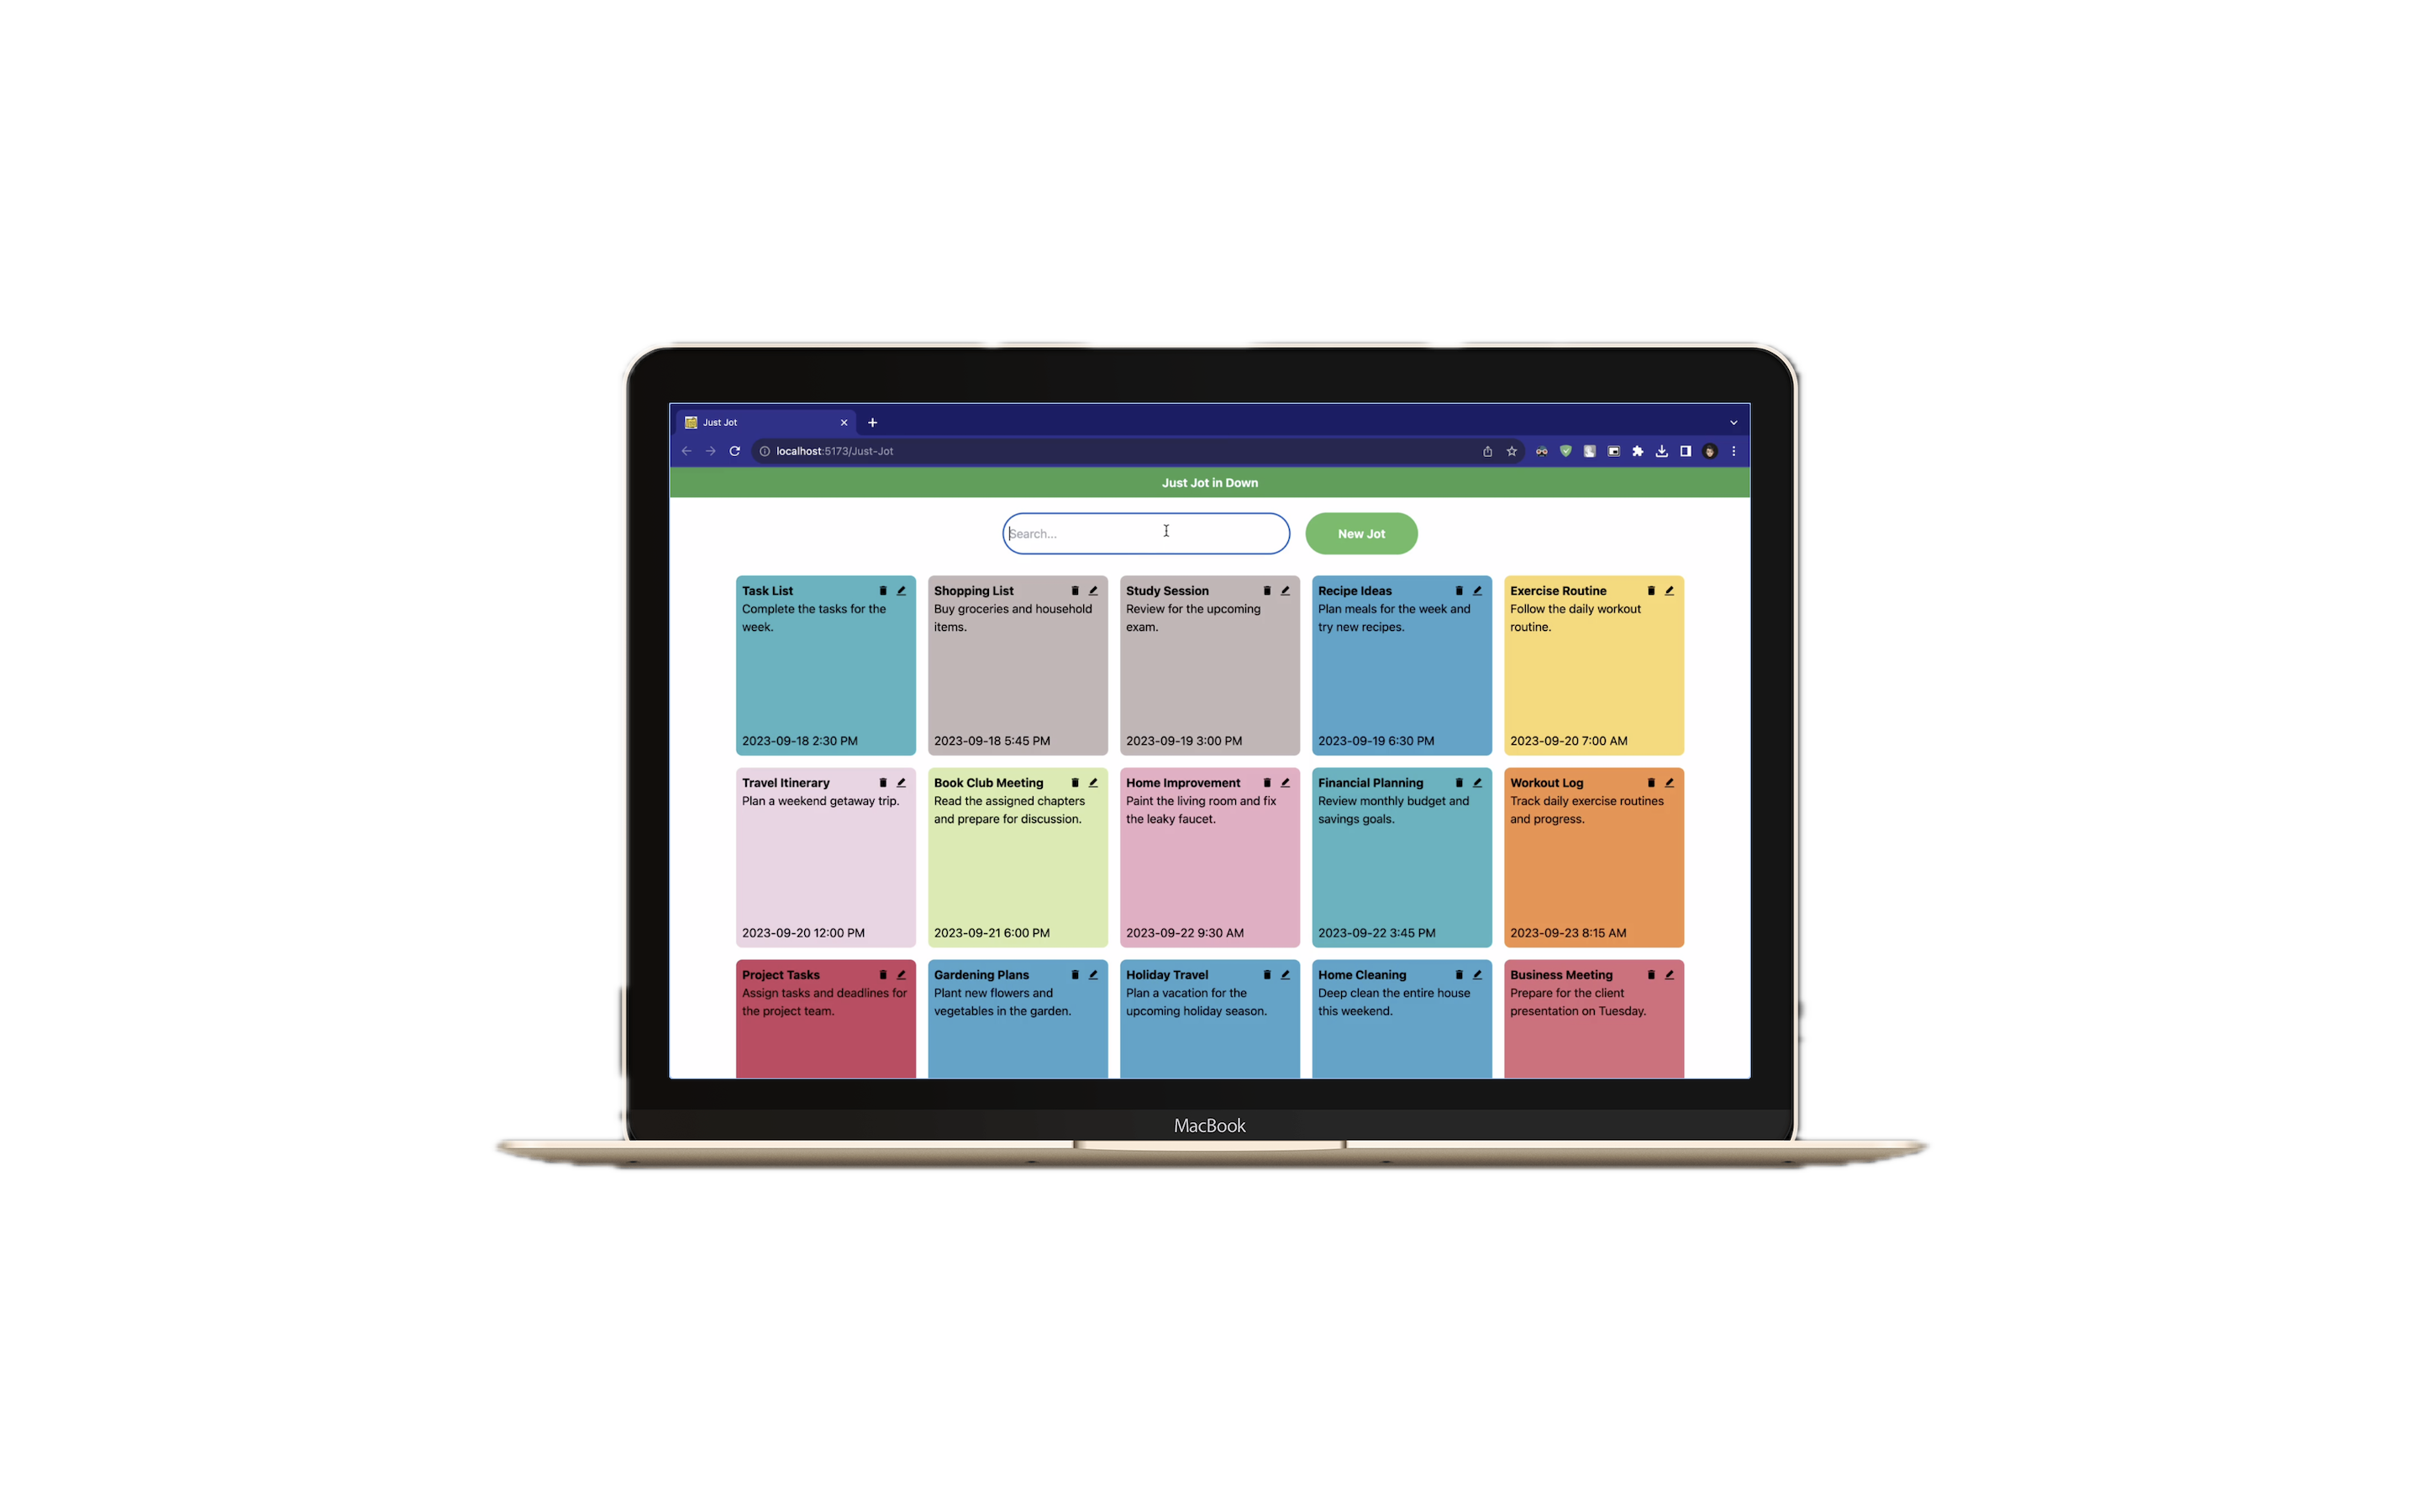 Just Jot
localhost:5173/Just-Jot
Just Jot in Down
Search...
New Jot
Task List
Complete the tasks for the
week.
2023-09-18 2:30 PM
Shopping List
Buy groceries and household
items.
2023-09-18 5:45 PM
Study Session
Review for the upcoming
exam.
2023-09-19 3:00 PM
Recipe Ideas
Plan meals for the week and
try new recipes.
2023-09-19 6:30 PM
Exercise Routine
Follow the daily workout
routine.
2023-09-20 7:00 AM
Travel Itinerary
Plan a weekend getaway trip.
2023-09-20 12:00 PM
Book Club Meeting
Read the assigned chapters
and prepare for discussion.
2023-09-21 6:00 PM
Home Improvement
Paint the living room and fix
the leaky faucet.
2023-09-22 9:30 AM
Financial Planning
Review monthly budget and
savings goals.
2023-09-22 3:45 PM
Workout Log
Track daily exercise routines
and progress.
2023-09-23 8:15 AM
Project Tasks
Assign tasks and deadlines for
the project team.
Gardening Plans
Plant new flowers and
vegetables in the garden.
Holiday Travel
Plan a vacation for the
upcoming holiday season.
Home Cleaning
Deep clean the entire house
this weekend.
Business Meeting
Prepare for the client
presentation on Tuesday.
MacBook